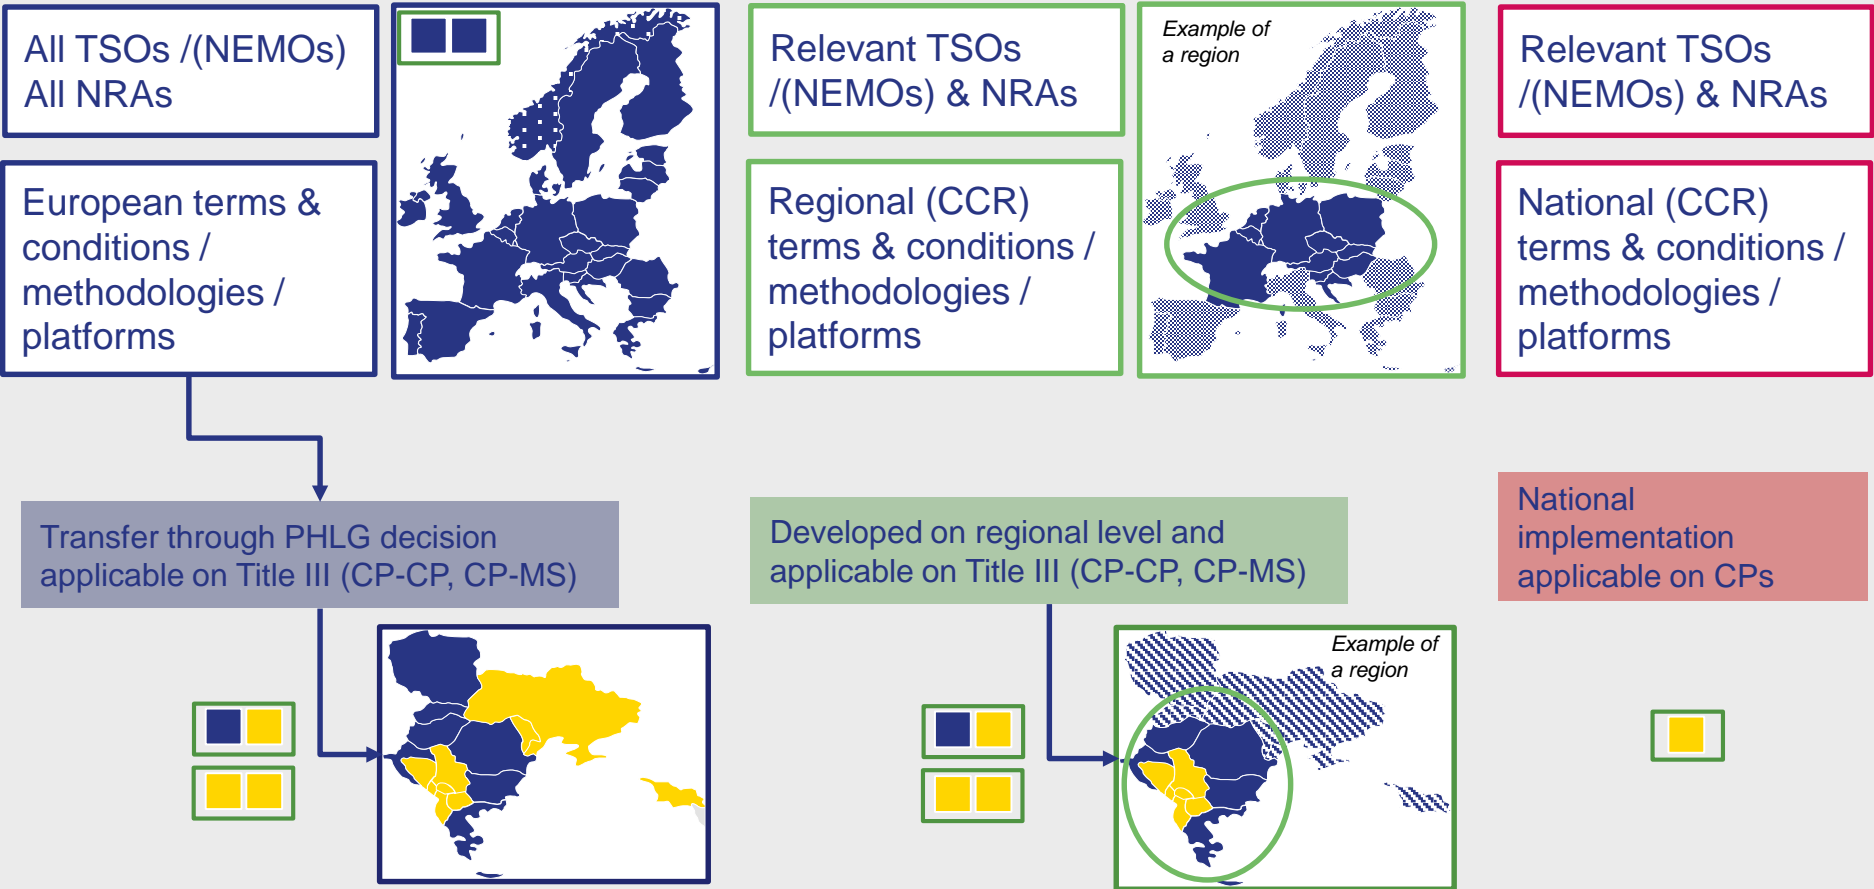 All TSOs /(NEMOs)
All NRAs
European terms &
conditions /
methodologies /
platforms
Relevant TSOs
/(NEMOs) & NRAs
Regional (CCR)
terms & conditions /
methodologies /
platforms
Example of
a region
Relevant TSOs
/(NEMOs) & NRAs
National (CCR)
terms & conditions /
methodologies /
platforms
Transfer through PHLG decision
applicable on Title III (CP-CP, CP-MS)
Developed on regional level and
applicable on Title III (CP-CP, CP-MS)
Example of
a region
National
implementation
applicable on CPs